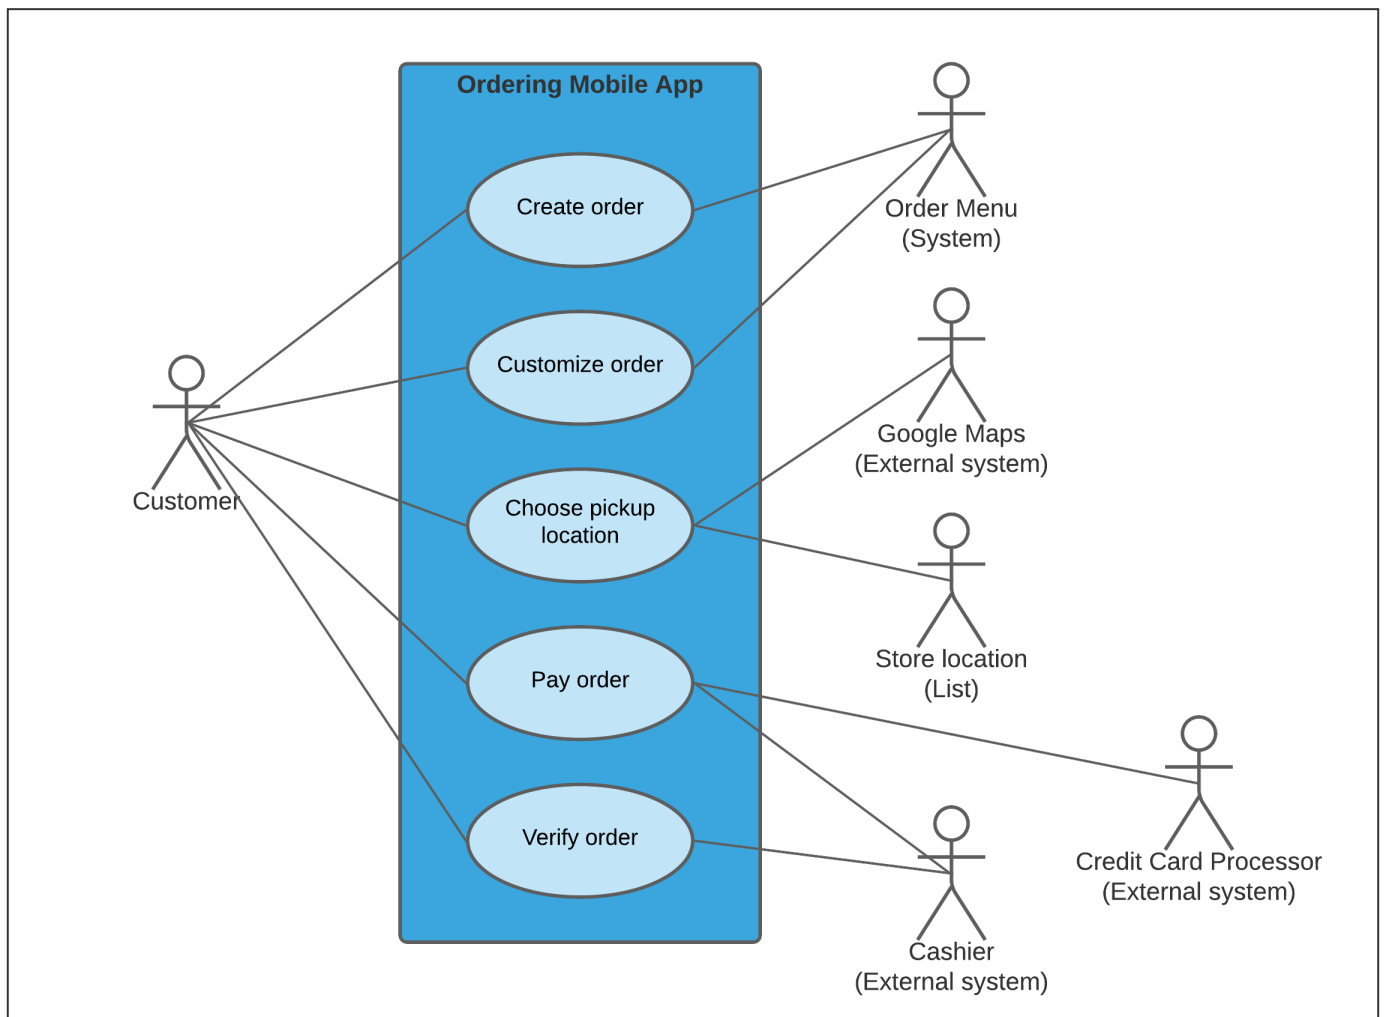 Ordering Mobile App
Create order
Customize order
Choose pickup
location
Pay order
Verify order
Customer
Order Menu
(System)
Google Maps
(External system)
Store location
(List)
Credit Card Processor
(External system)
Cashier
(External system)